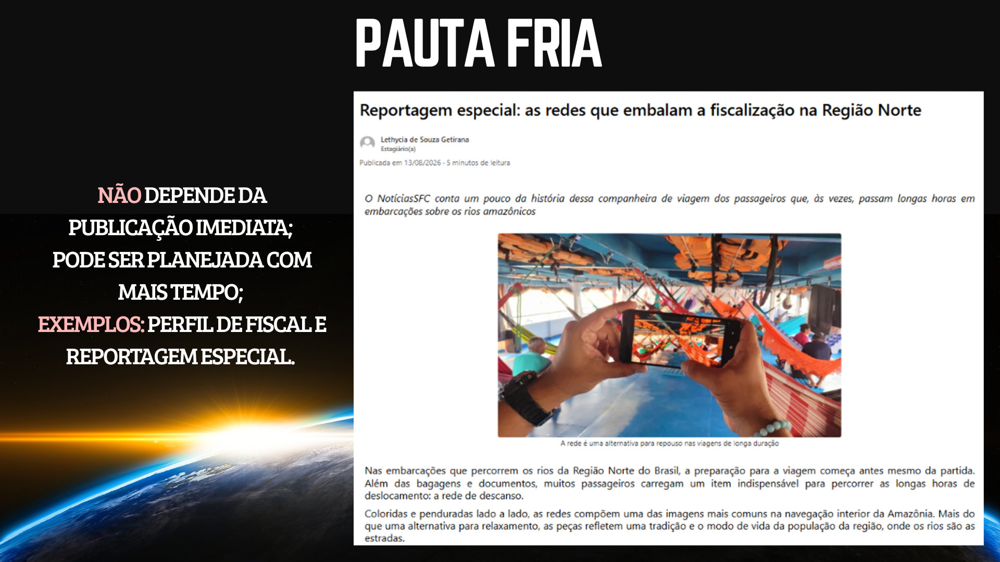 PAUTA FRIA
NÃO DEPENDE DA
PUBLICAÇÃO IMEDIATA;
PODE SER PLANEJADA COM
MAIS TEMPO;
EXEMPLOS: PERFIL DE FISCAL E
REPORTAGEM ESPECIAL.
Reportagem especial: as redes que embalam a fiscalização na Região Norte
Lethycia de Souza Getirana
Estagiário(a)
Publicada em 13/08/2026 - 5 minutos de leitura
O NotíciasSFC conta um pouco da história dessa companheira de viagem dos passageiros que, às vezes, passam longas horas em
embarcações sobre os rios amazônicos
A rede é uma alternativa para repouso nas viagens de longa duração
Nas embarcações que percorrem os rios da Região Norte do Brasil, a preparação para a viagem começa antes mesmo da partida.
Além das bagagens e documentos, muitos passageiros carregam um item indispensável para percorrer as longas horas de
deslocamento: a rede de descanso.
Coloridas e penduradas lado a lado, as redes compõem uma das imagens mais comuns na navegação interior da Amazônia. Mais do
que uma alternativa para relaxamento, as peças refletem uma tradição e o modo de vida da população da região, onde os rios são as
estradas.